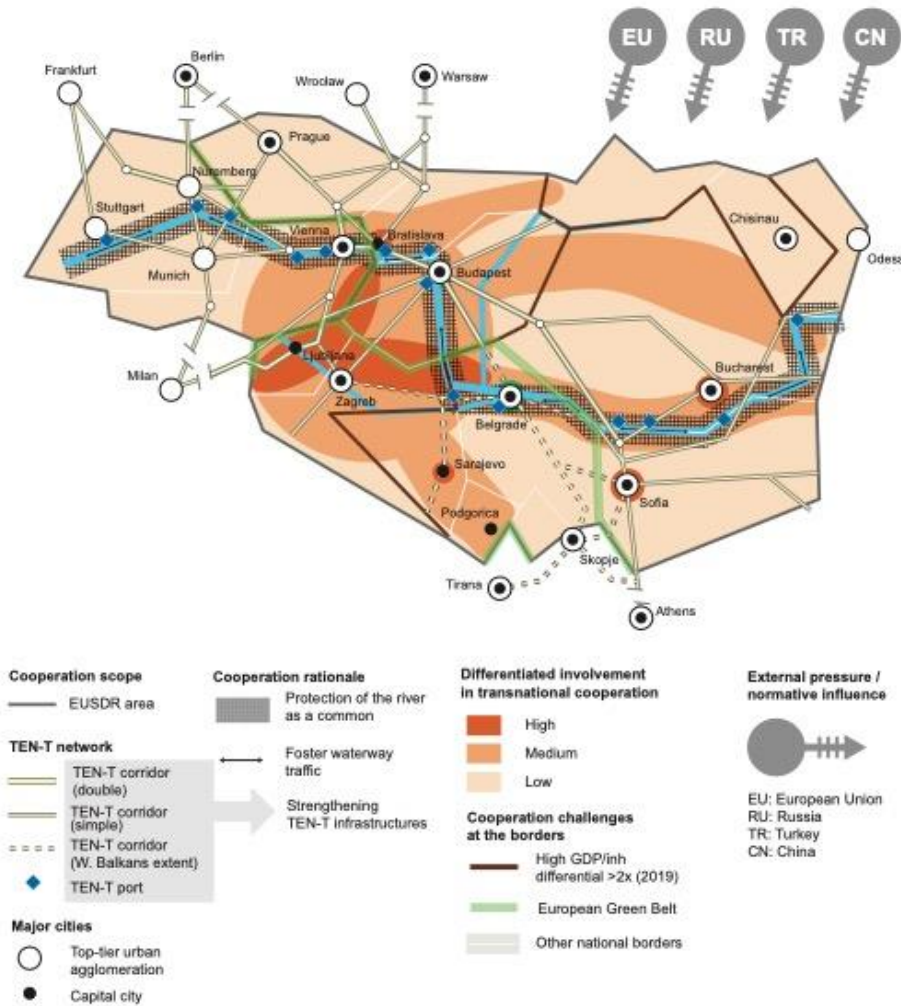 EU
RU
TR
CN
Berlin
Frankfurt
Wrocław
Warsaw
Prague
Nuremberg
Stuttgart
Vienna
Bratislava
Chisinau
Munich
Budapest
Odesa
Milan
Ljubljana
Zagreb
Bucharest
Belgrade
Sarajevo
Sofia
Podgorica
Skopje
Tirana
Athens
Cooperation scope
EUSDR area
TEN-T network
TEN-T corridor
(double)
TEN-T corridor
(simple)
TEN-T corridor
(W. Balkans extent)
TEN-T port
Major cities
Top-tier urban
agglomeration
Capital city
Cooperation rationale
Protection of the river
as a common
Foster waterway
traffic
Strengthening
TEN-T infrastructures
Differentiated involvement
in transnational cooperation
High
Medium
Low
Cooperation challenges
at the borders
High GDP/inh
differential >2x (2019)
European Green Belt
Other national borders
External pressure /
normative influence
EU: European Union
RU: Russia
TR: Turkey
CN: China